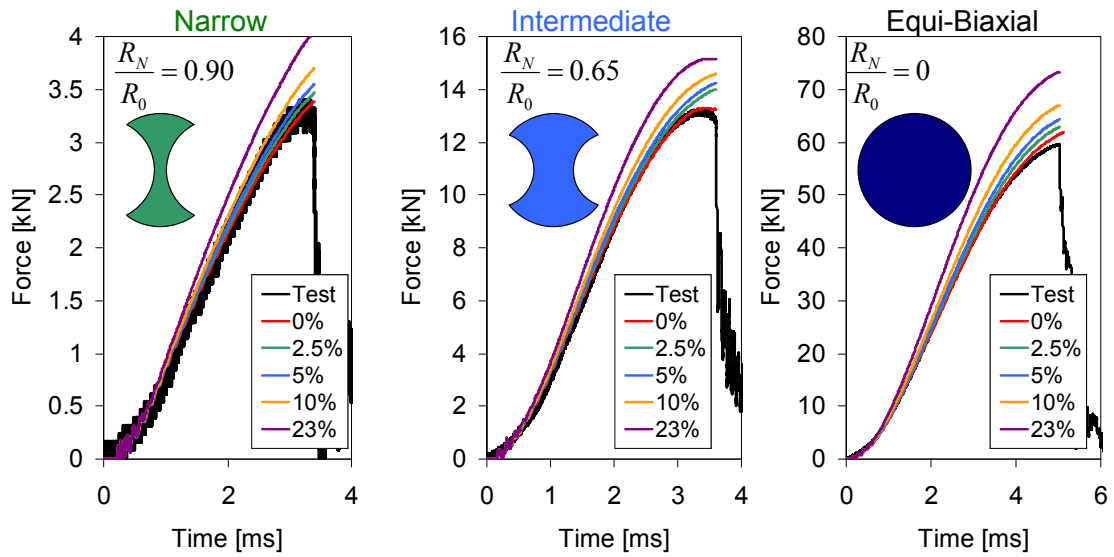 Narrow
R_N/R_0 = 0.90
Force [kN]
4
3.5
3
2.5
2
1.5
1
0.5
0
Test
0%
2.5%
5%
10%
23%
0 2 4
Time [ms]
Intermediate
R_N/R_0 = 0.65
Force [kN]
16
14
12
10
8
6
4
2
0
Test
0%
2.5%
5%
10%
23%
0 1 2 3 4
Time [ms]
Equi-Biaxial
R_N/R_0 = 0
Force [kN]
80
70
60
50
40
30
20
10
0
Test
0%
2.5%
5%
10%
23%
0 2 4 6
Time [ms]